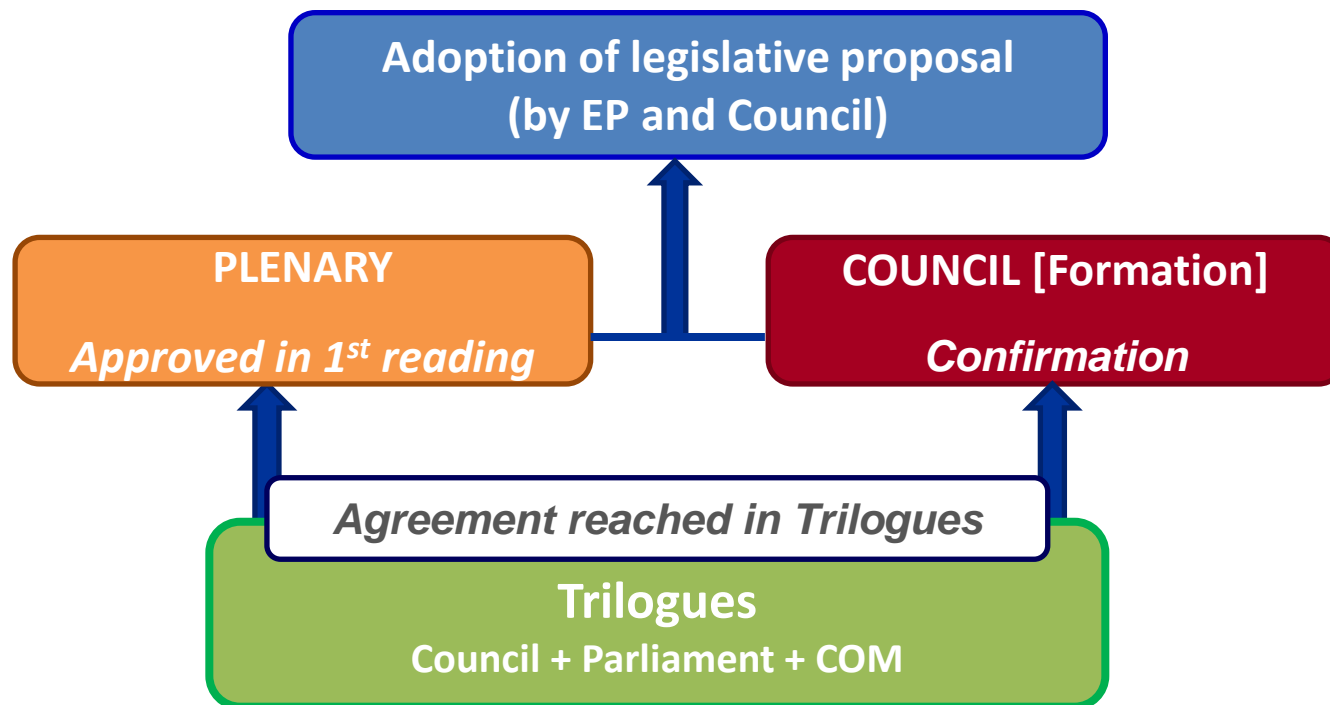 Adoption of legislative proposal
(by EP and Council)
PLENARY
Approved in 1st reading
COUNCIL [Formation]
Confirmation
Agreement reached in Trilogues
Trilogues
Council + Parliament + COM